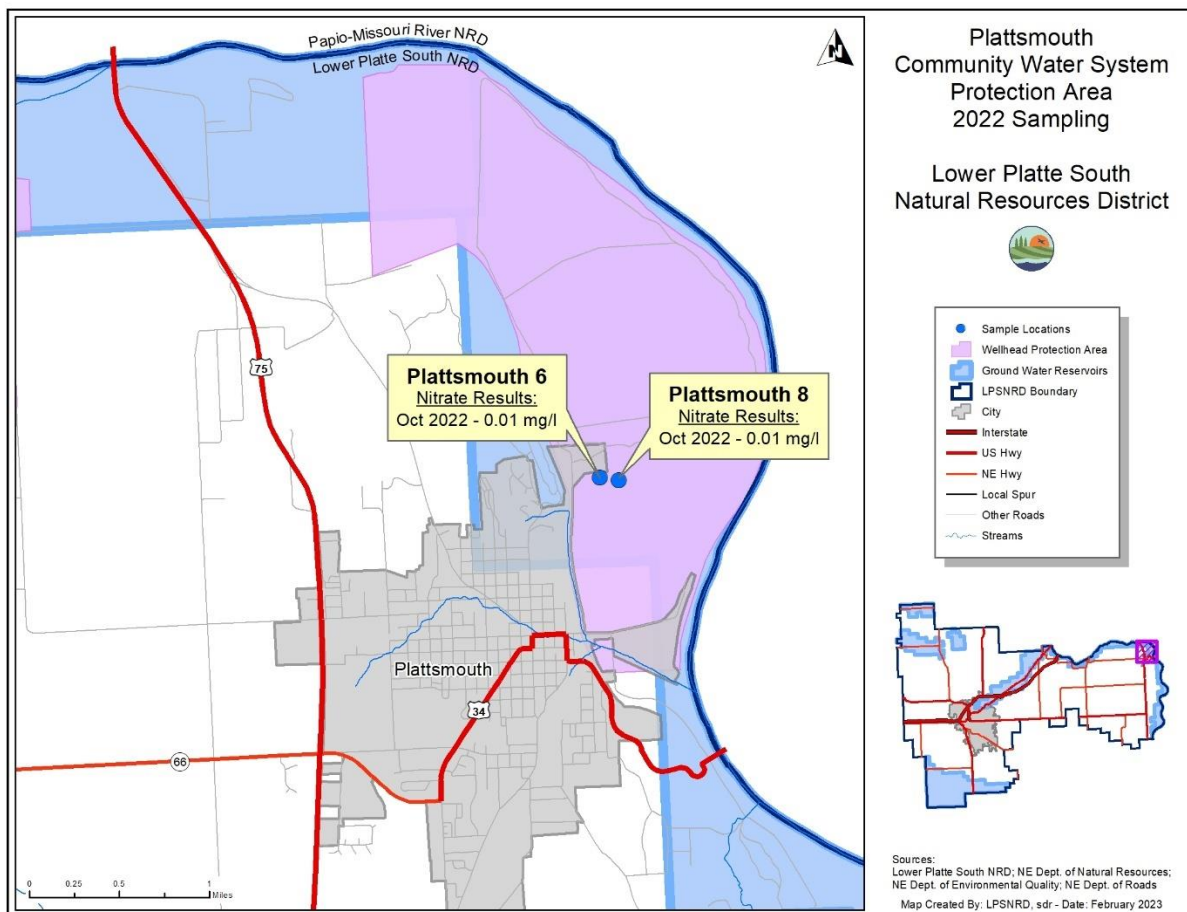 Papio-Missouri River NRD
Lower Platte South NRD
N
75
Plattsmouth 6
Nitrate Results:
Oct 2022 - 0.01 mg/l
Plattsmouth 8
Nitrate Results:
Oct 2022 - 0.01 mg/l
Plattsmouth
34
66
0 0.25 0.5 1
Miles
Plattsmouth
Community Water System
Protection Area
2022 Sampling
Lower Platte South
Natural Resources District
Sample Locations
Wellhead Protection Area
Ground Water Reservoirs
LPSNRD Boundary
City
Interstate
US Hwy
NE Hwy
Local Spur
Other Roads
Streams
Sources:
Lower Platte South NRD; NE Dept. of Natural Resources;
NE Dept. of Environmental Quality; NE Dept. of Roads
Map Created By: LPSNRD, sdr - Date: February 2023